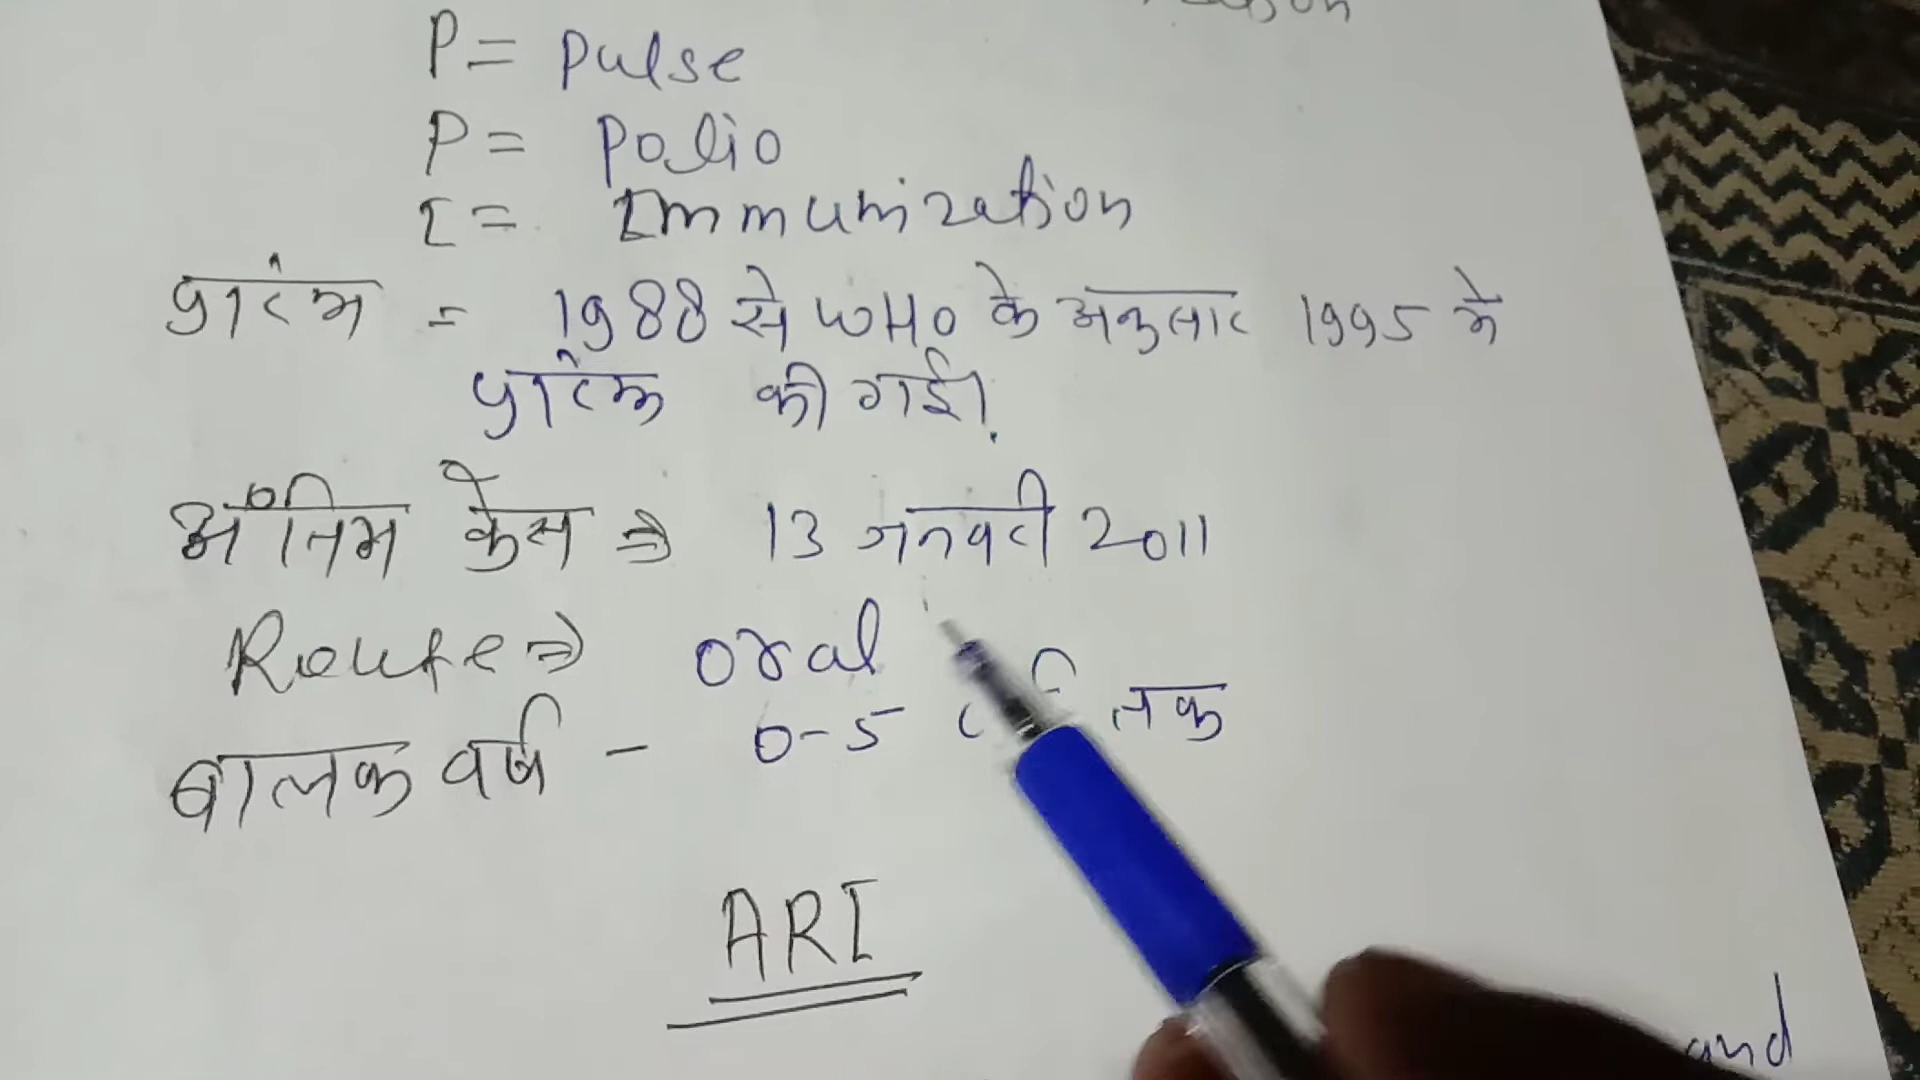 P = Pulse
P = Polio
I = Immunization
प्रारंभ = 1988 से WHO के अनुसार 1995 में
प्रारंभ की गई।
अंतिम केस ⇒ 13 जनवरी 2011
Route ⇒ oral
बालक वर्ष - 0-5 तक
ARI
and